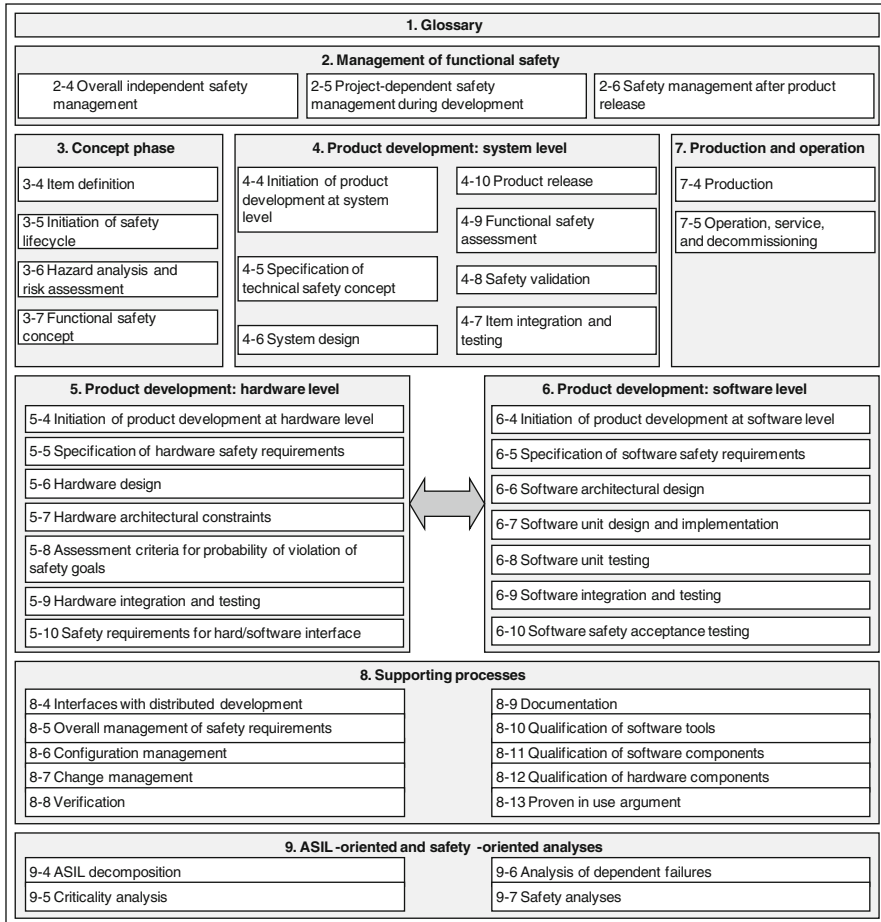 1. Glossary
2. Management of functional safety
2-4 Overall independent safety
management
2-5 Project-dependent safety
management during development
2-6 Safety management after product
release
3. Concept phase
3-4 Item definition
3-5 Initiation of safety
lifecycle
3-6 Hazard analysis and
risk assessment
3-7 Functional safety
concept
4. Product development: system level
4-4 Initiation of product
development at system
level
4-5 Specification of
technical safety concept
4-6 System design
4-10 Product release
4-9 Functional safety
assessment
4-8 Safety validation
4-7 Item integration and
testing
7. Production and operation
7-4 Production
7-5 Operation, service,
and decommissioning
5. Product development: hardware level
5-4 Initiation of product development at hardware level
5-5 Specification of hardware safety requirements
5-6 Hardware design
5-7 Hardware architectural constraints
5-8 Assessment criteria for probability of violation of
safety goals
5-9 Hardware integration and testing
5-10 Safety requirements for hard/software interface
6. Product development: software level
6-4 Initiation of product development at software level
6-5 Specification of software safety requirements
6-6 Software architectural design
6-7 Software unit design and implementation
6-8 Software unit testing
6-9 Software integration and testing
6-10 Software safety acceptance testing
8. Supporting processes
8-4 Interfaces with distributed development
8-5 Overall management of safety requirements
8-6 Configuration management
8-7 Change management
8-8 Verification
8-9 Documentation
8-10 Qualification of software tools
8-11 Qualification of software components
8-12 Qualification of hardware components
8-13 Proven in use argument
9. ASIL-oriented and safety -oriented analyses
9-4 ASIL decomposition
9-5 Criticality analysis
9-6 Analysis of dependent failures
9-7 Safety analyses